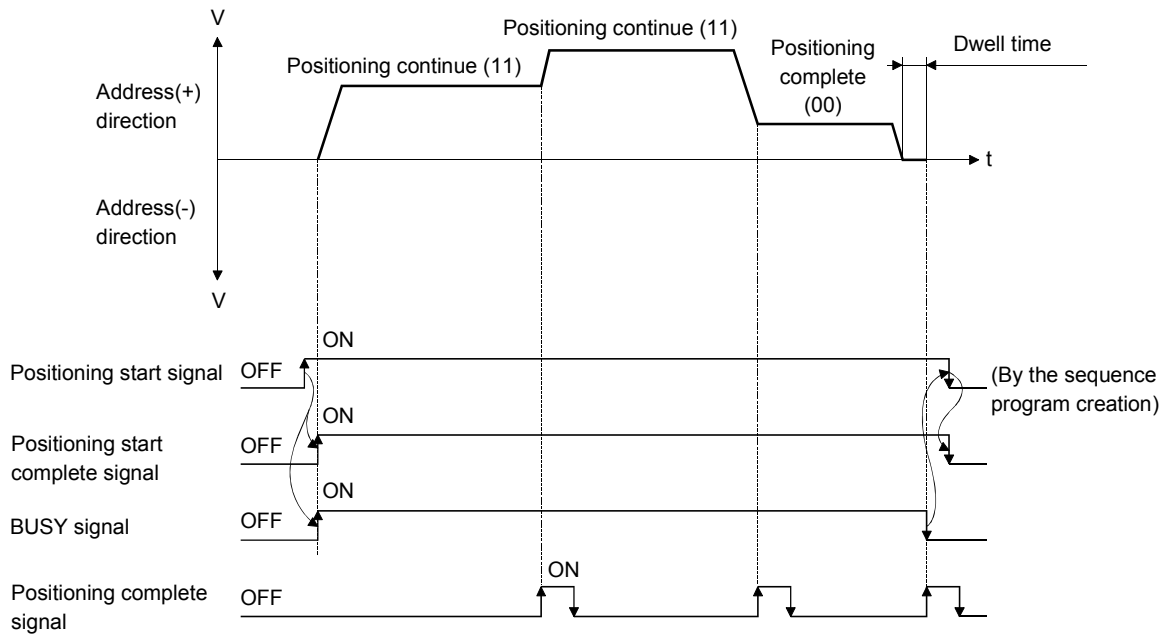 V
Positioning continue (11)
Positioning continue (11)
Positioning
complete
(00)
Dwell time
Address(+)
direction
t
Address(-)
direction
V
ON
Positioning start signal
OFF
(By the sequence
program creation)
ON
Positioning start
complete signal
OFF
ON
BUSY signal
OFF
ON
Positioning complete
signal
OFF